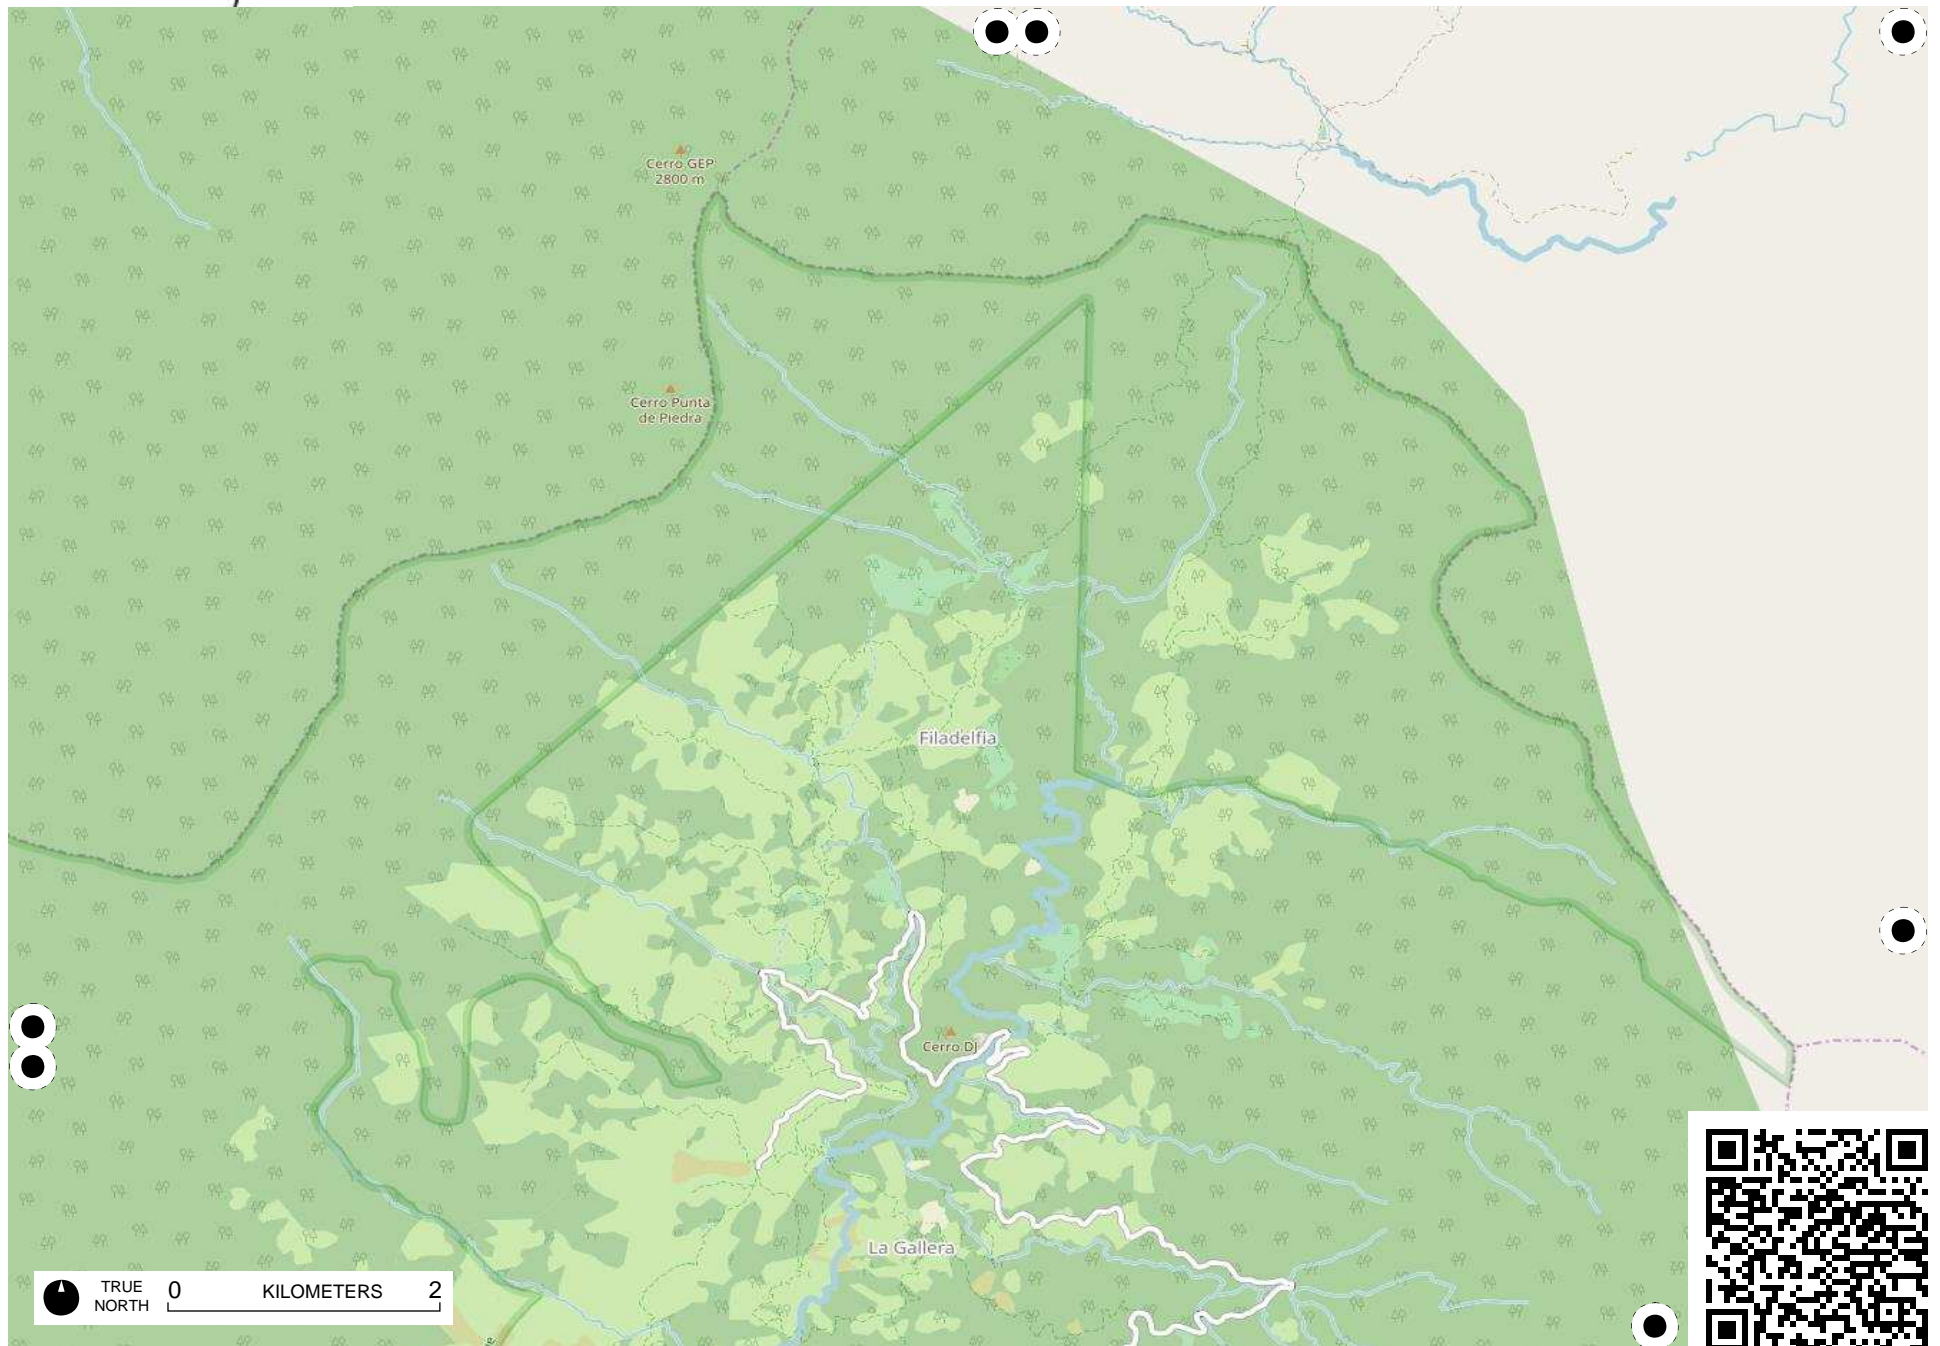 Cerro GEP
2800 m
Cerro Punta
de Piedra
Filadelfia
Cerro DJ
La Gallera
TRUE
NORTH
0 KILOMETERS 2